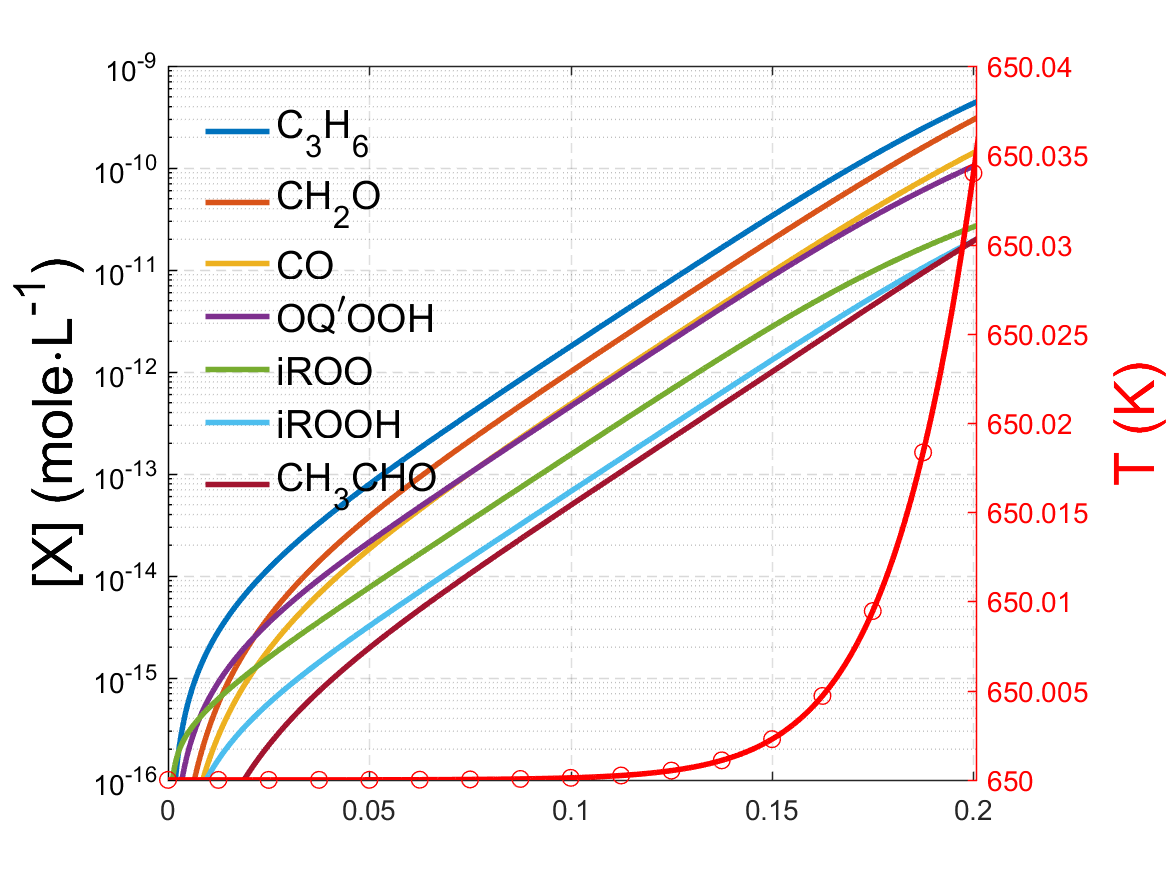 [X] (mole·L⁻¹)
10⁻⁹
10⁻¹⁰
10⁻¹¹
10⁻¹²
10⁻¹³
10⁻¹⁴
10⁻¹⁵
10⁻¹⁶
C₃H₆
CH₂O
CO
OQ′OOH
iROO
iROOH
CH₃CHO
0 0.05 0.1 0.15 0.2
650.04
650.035
650.03
650.025
650.02
650.015
650.01
650.005
650
T (K)